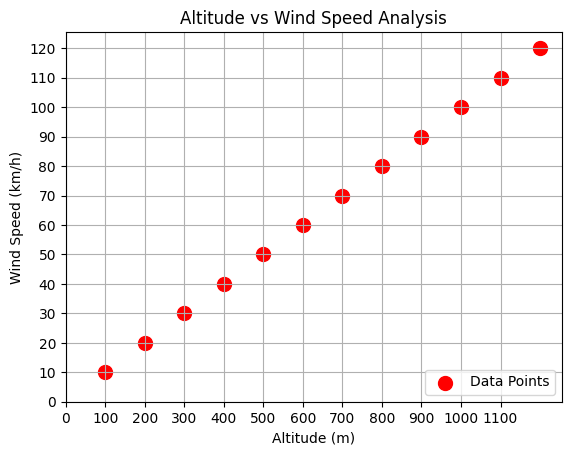 Altitude vs Wind Speed Analysis
120
110
100
90
80
70
60
50
40
30
20
10
0
Wind Speed (km/h)
Data Points
0 100 200 300 400 500 600 700 800 900 1000 1100
Altitude (m)